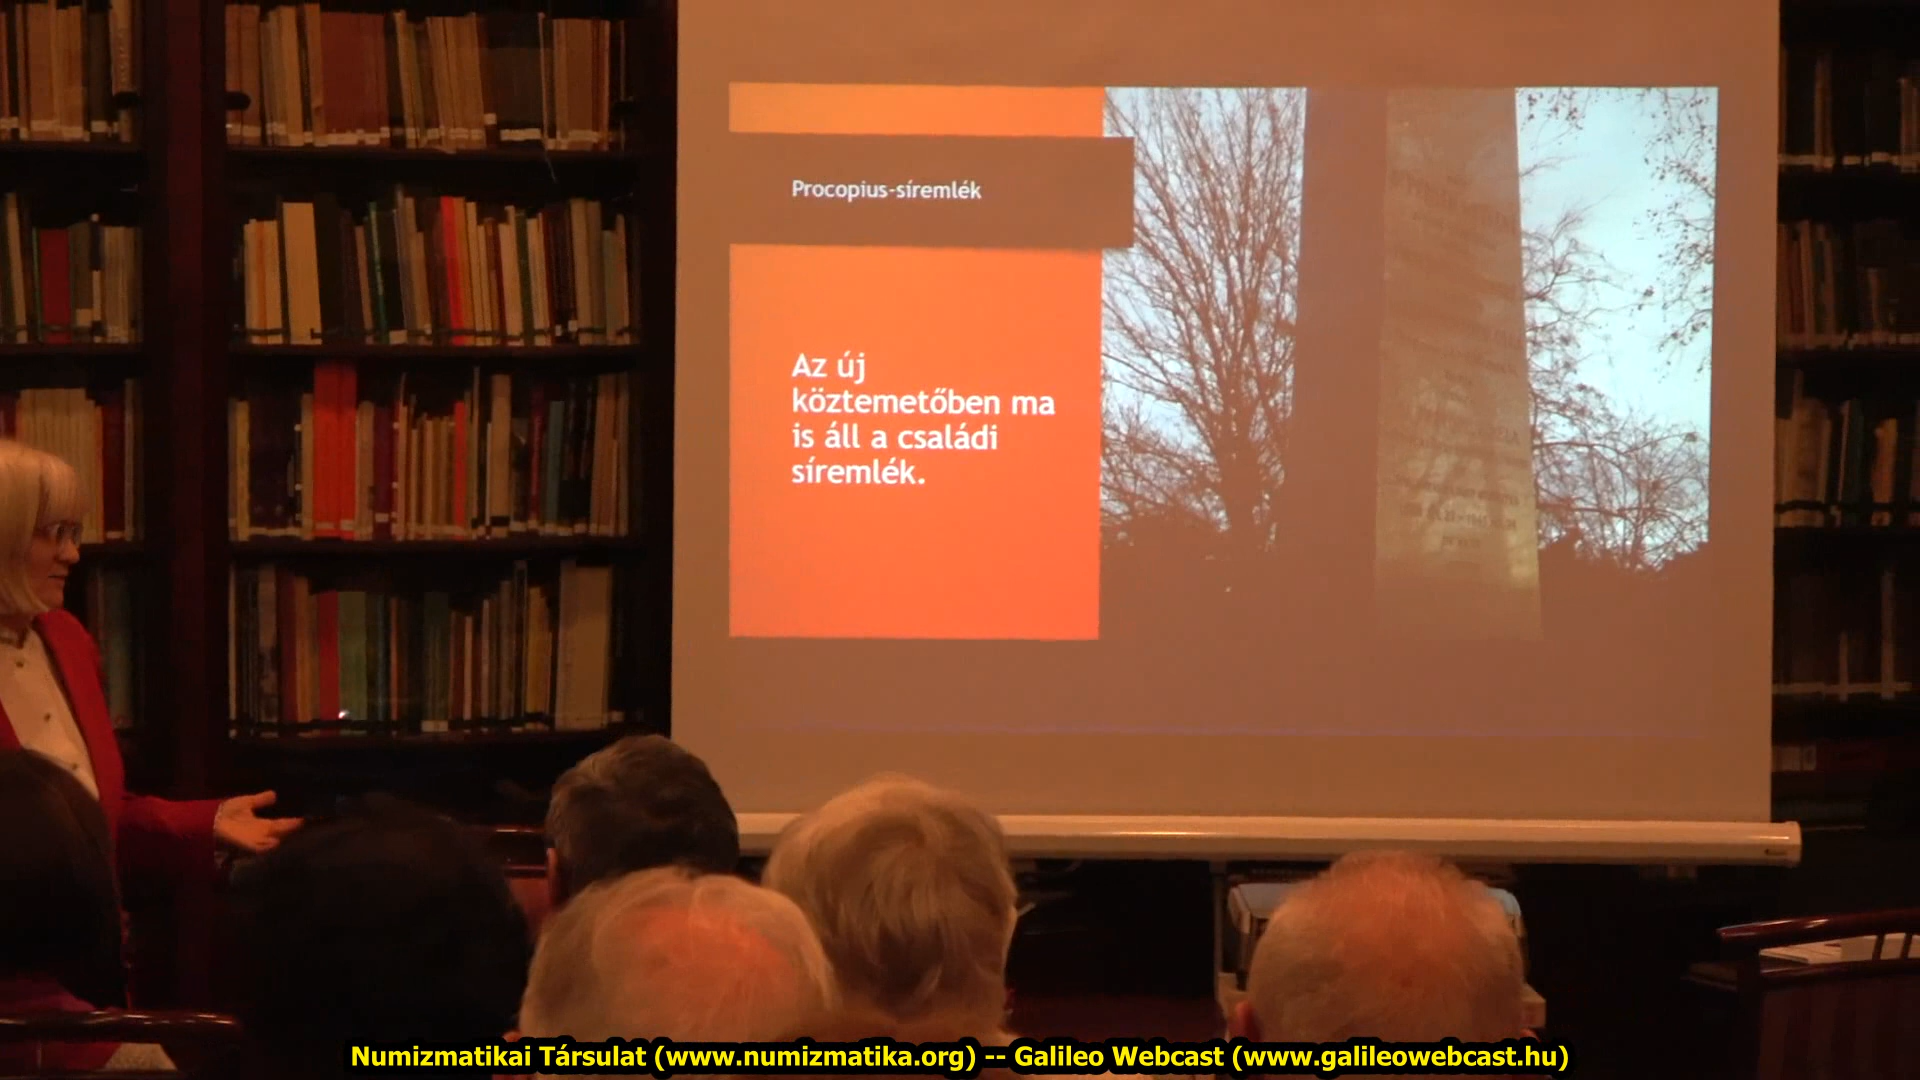 Procopius-síremlék
Az új
köztemetőben ma
is áll a családi
síremlék.
Numizmatikai Társulat (www.numizmatika.org) -- Galileo Webcast (www.galileowebcast.hu)